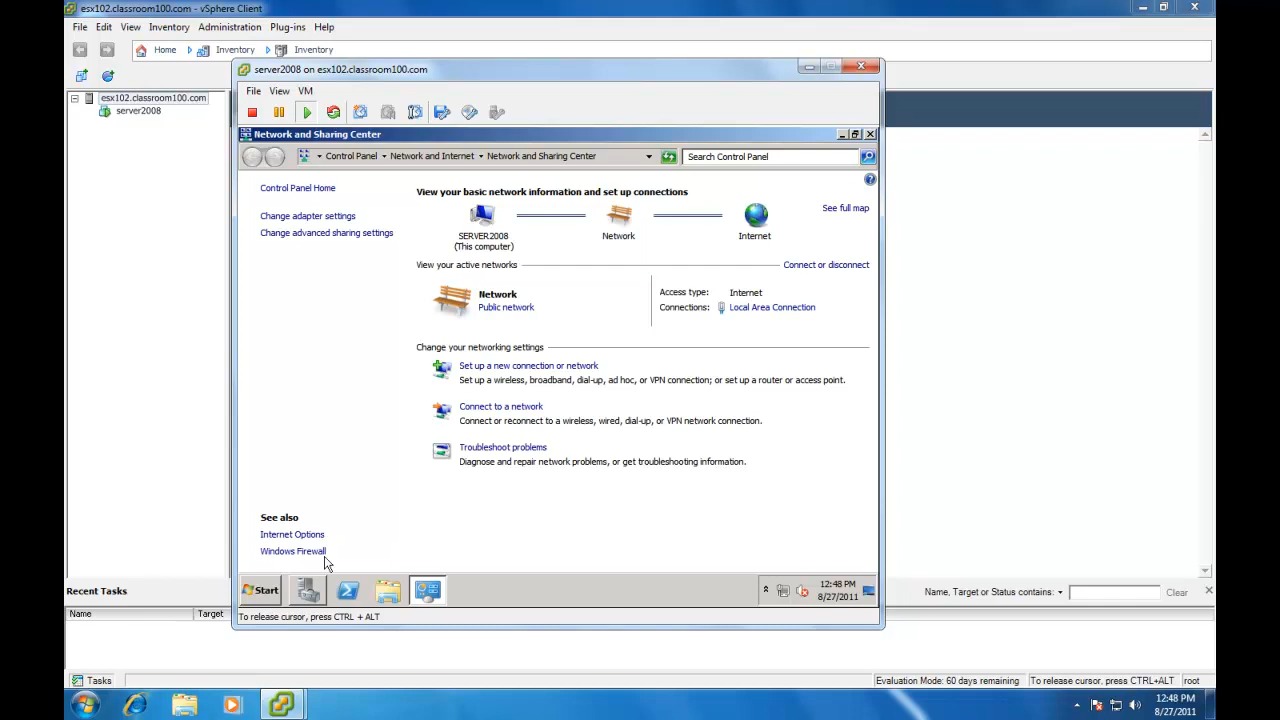 esx102.classroom100.com - vSphere Client
File Edit View Inventory Administration Plug-ins Help
Home Inventory Inventory
esx102.classroom100.com
server2008
server2008 on esx102.classroom100.com
File View VM
Network and Sharing Center
Control Panel Network and Internet Network and Sharing Center
Search Control Panel
Control Panel Home
Change adapter settings
Change advanced sharing settings
View your basic network information and set up connections
SERVER2008
(This computer)
Network
Internet
See full map
View your active networks
Connect or disconnect
Network
Public network
Access type: Internet
Connections: Local Area Connection
Change your networking settings
Set up a new connection or network
Set up a wireless, broadband, dial-up, ad hoc, or VPN connection; or set up a router or access point.
Connect to a network
Connect or reconnect to a wireless, wired, dial-up, or VPN network connection.
Troubleshoot problems
Diagnose and repair network problems, or get troubleshooting information.
See also
Internet Options
Windows Firewall
Start
12:48 PM
8/27/2011
To release cursor, press CTRL + ALT
Recent Tasks
Name, Target or Status contains:
Clear
Name Target
Tasks
Evaluation Mode: 60 days remaining
To release cursor, press CTRL+ALT
root
12:48 PM
8/27/2011